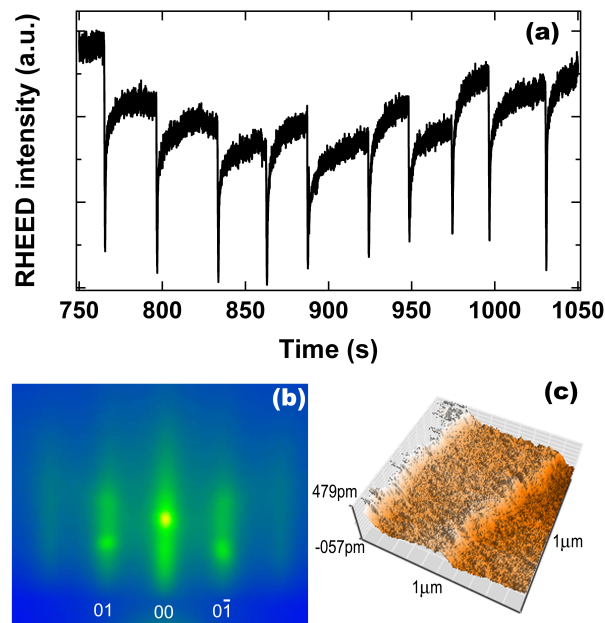 (a)
RHEED intensity (a.u.)
750 800 850 900 950 1000 1050
Time (s)
(b)
01 00 01̅
(c)
479pm
-057pm
1μm
1μm